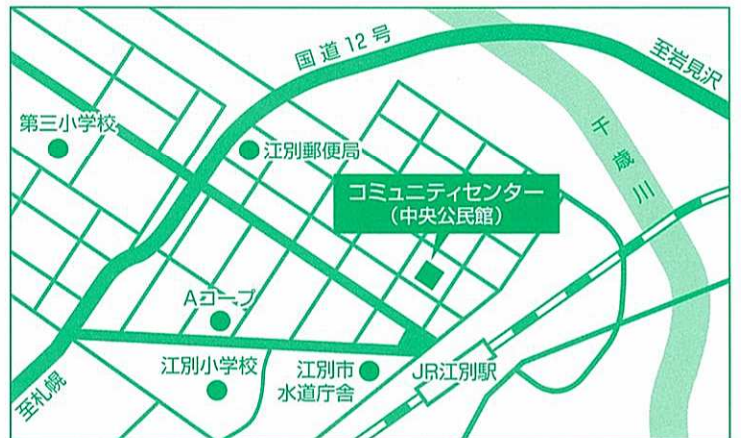 国道12号
至岩見沢
第三小学校
江別郵便局
千歳川
コミュニティセンター
（中央公民館）
Aコープ
江別小学校
江別市
水道庁舎
JR江別駅
至札幌